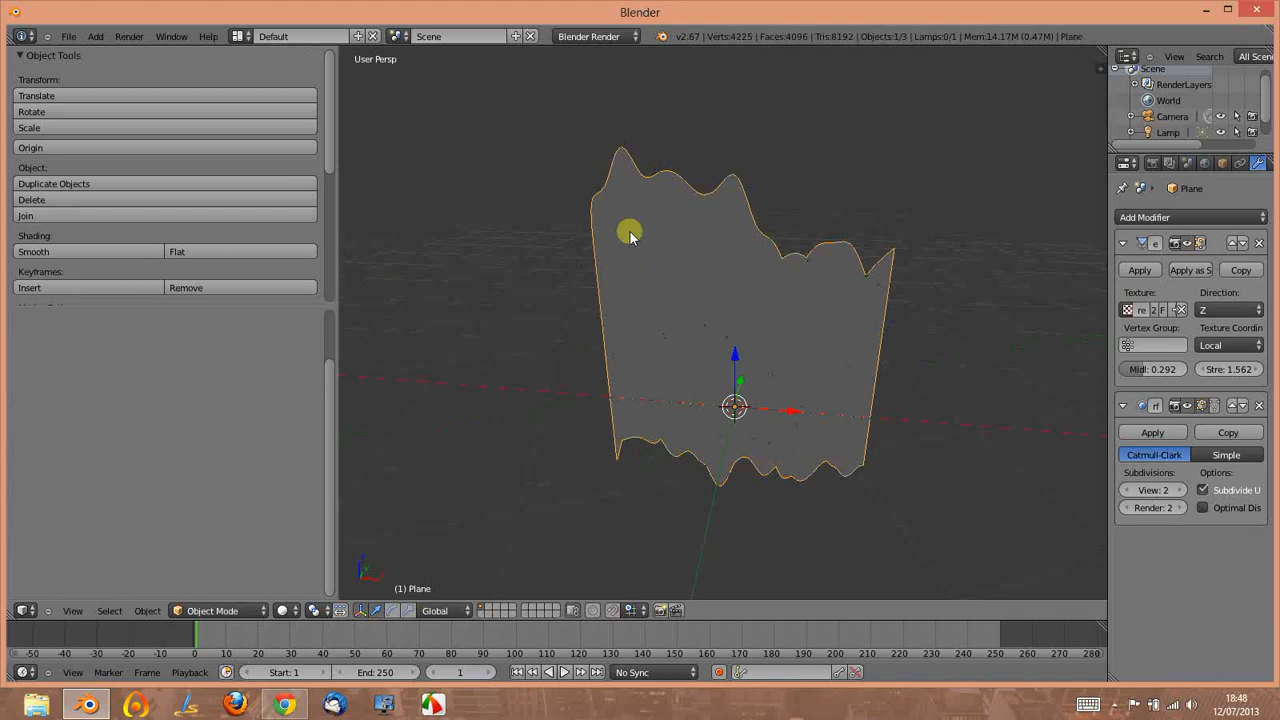 Blender
File Add Render Window Help Default Scene Blender Render v2.67 | Verts:4225 | Faces:4096 | Tris:8192 | Objects:1/3 | Lamps:0/1 | Mem:14.17M (0.47M) | Plane
Object Tools
Transform:
Translate
Rotate
Scale
Origin
Object:
Duplicate Objects
Delete
Join
Shading:
Smooth Flat
Keyframes:
Insert Remove
User Persp
(1) Plane
View Search All Scen
Scene
RenderLayers
World
Camera
Lamp
Plane
Add Modifier
e
Apply Apply as S Copy
Texture: Direction:
re 2 F Z
Vertex Group: Texture Coordin
Local
Midl: 0.292 Stre: 1.562
rf
Apply Copy
Catmull-Clark Simple
Subdivisions: Options:
View: 2 Subdivide U
Render: 2 Optimal Dis
View Select Object Object Mode Global
-50 -40 -30 -20 -10 0 10 20 30 40 50 60 70 80 90 100 110 120 130 140 150 160 170 180 190 200 210 220 230 240 250 260 270 280
View Marker Frame Playback Start: 1 End: 250 1 No Sync
18:48
12/07/2013